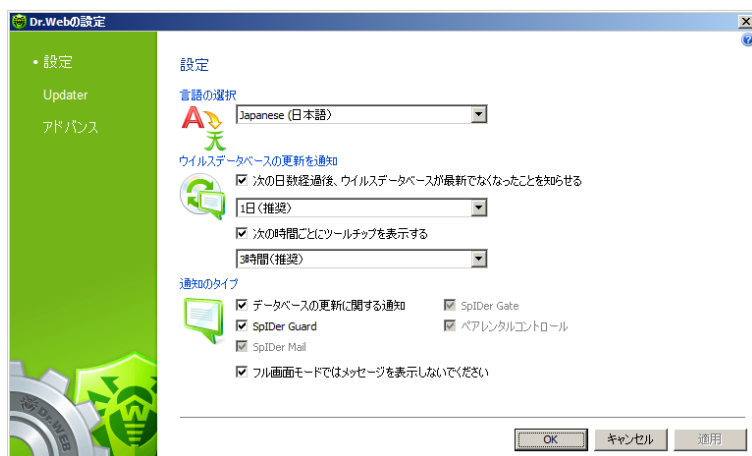 Dr.Webの設定
設定
Updater
アドバンス
設定
言語の選択
Japanese (日本語)
ウイルスデータベースの更新を通知
次の日数経過後、ウイルスデータベースが最新でなくなったことを知らせる
1日(推奨)
次の時間ごとにツールチップを表示する
3時間(推奨)
通知のタイプ
データベースの更新に関する通知
SpIDer Gate
SpIDer Guard
ペアレンタルコントロール
SpIDer Mail
フル画面モードではメッセージを表示しないでください
Dr.WEB
OK
キャンセル
適用